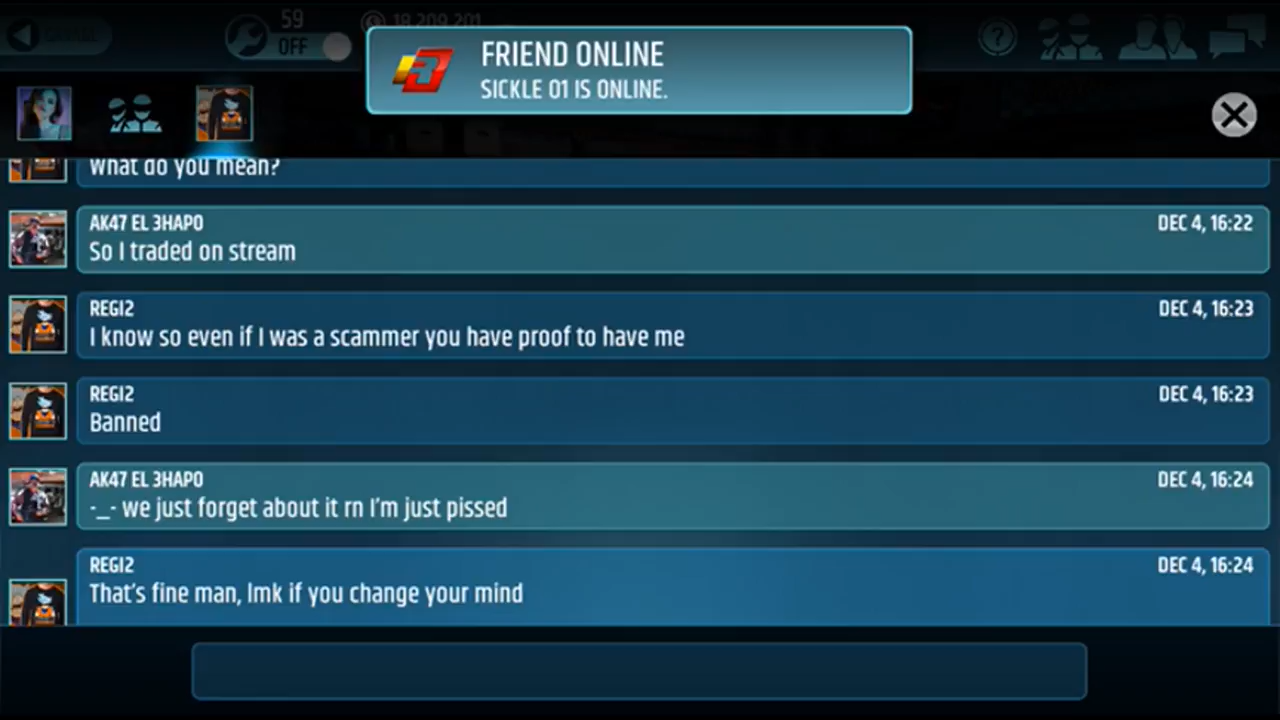 59
OFF
18,209,201
FRIEND ONLINE
SICKLE 01 IS ONLINE.
What do you mean?
AK47 EL 3HAPO
DEC 4, 16:22
So I traded on stream
REGI2
DEC 4, 16:23
I know so even if I was a scammer you have proof to have me
REGI2
DEC 4, 16:23
Banned
AK47 EL 3HAPO
DEC 4, 16:24
-_- we just forget about it rn I'm just pissed
REGI2
DEC 4, 16:24
That's fine man, lmk if you change your mind